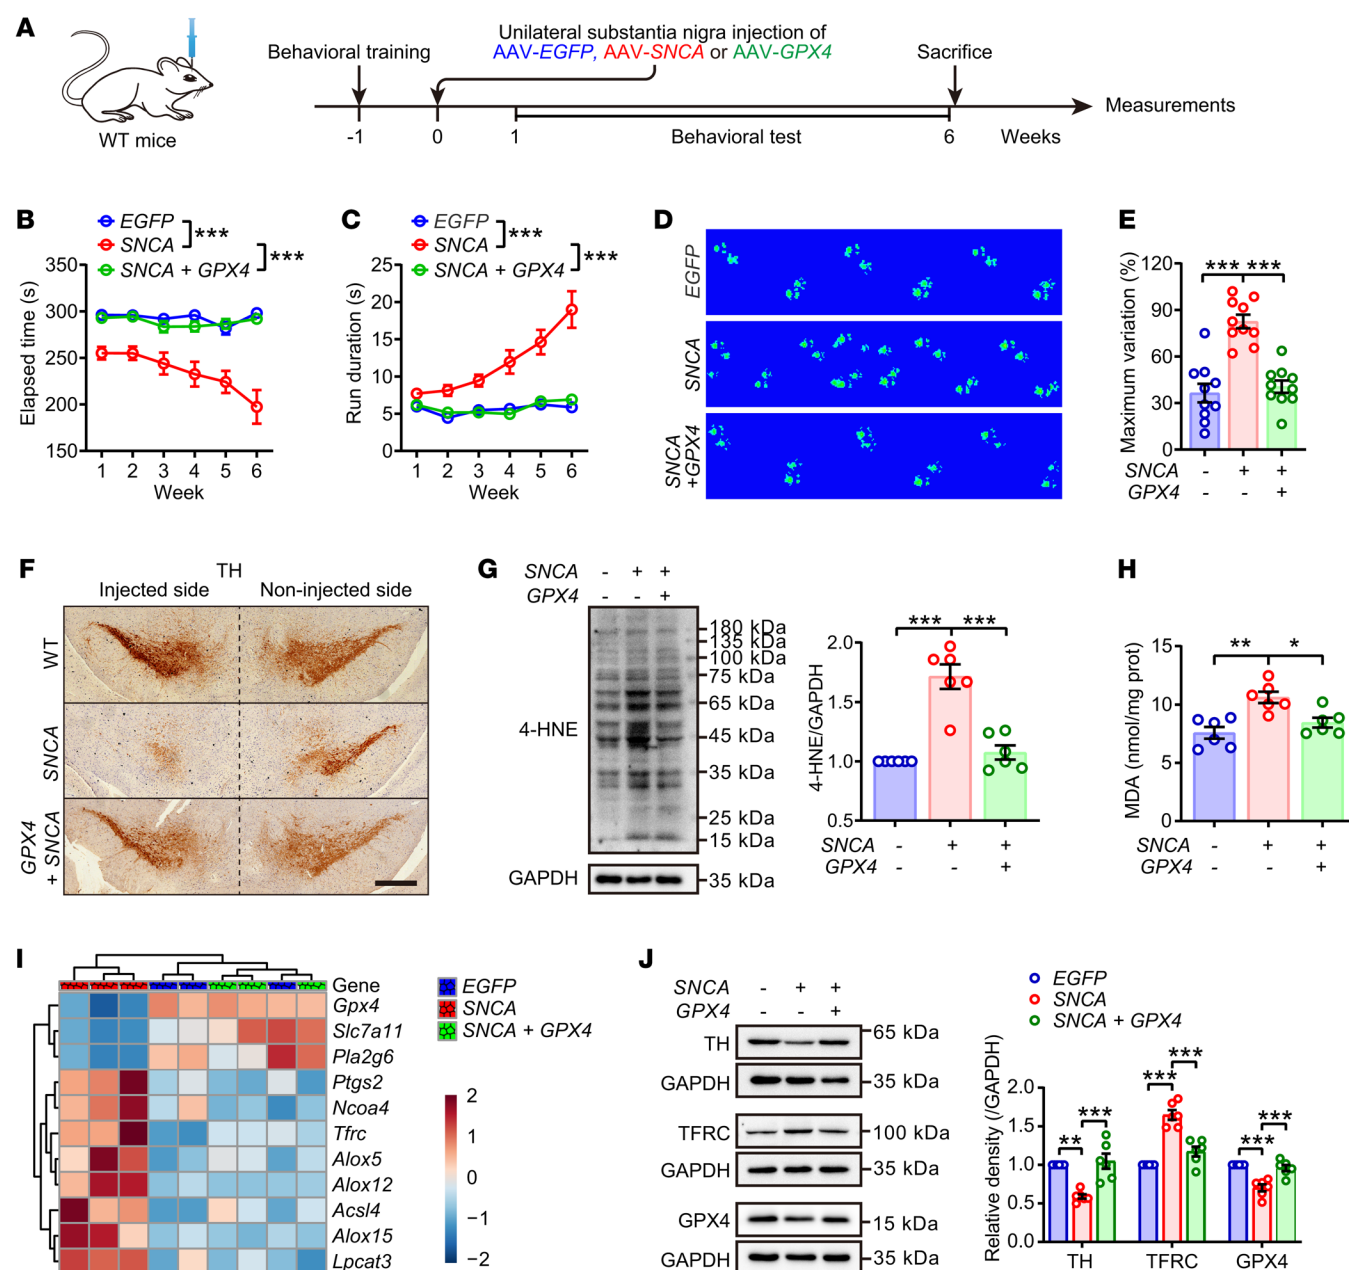 A
WT mice
Behavioral training
Unilateral substantia nigra injection of
AAV-EGFP, AAV-SNCA or AAV-GPX4
Sacrifice
Measurements
-1
0
1
Behavioral test
6
Weeks
B
EGFP
SNCA
SNCA + GPX4
***
***
Elapsed time (s)
350
300
250
200
150
1 2 3 4 5 6
Week
C
EGFP
SNCA
SNCA + GPX4
***
***
Run duration (s)
25
20
15
10
5
0
1 2 3 4 5 6
Week
D
EGFP
SNCA
SNCA
+GPX4
E
Maximum variation (%)
120
90
60
30
0
*** ***
SNCA - + +
GPX4 - - +
F
TH
Injected side Non-injected side
WT
SNCA
GPX4
+ SNCA
G
SNCA - + +
GPX4 - - +
4-HNE
180 kDa
135 kDa
100 kDa
75 kDa
65 kDa
45 kDa
35 kDa
25 kDa
15 kDa
GAPDH
35 kDa
4-HNE/GAPDH
2.0
1.5
1.0
0.5
*** ***
SNCA - + +
GPX4 - - +
H
MDA (nmol/mg prot)
15
10
5
0
** *
SNCA - + +
GPX4 - - +
I
Gene
Gpx4
Slc7a11
Pla2g6
Ptgs2
Ncoa4
Tfrc
Alox5
Alox12
Acsl4
Alox15
Lpcat3
EGFP
SNCA
SNCA + GPX4
2
1
0
−1
−2
J
SNCA - + +
GPX4 - - +
TH 65 kDa
GAPDH 35 kDa
TFRC 100 kDa
GAPDH 35 kDa
GPX4 15 kDa
GAPDH 35 kDa
EGFP
SNCA
SNCA + GPX4
Relative density (/GAPDH)
2.0
1.5
1.0
0.5
0.0
** ***
*** ***
*** ***
TH TFRC GPX4